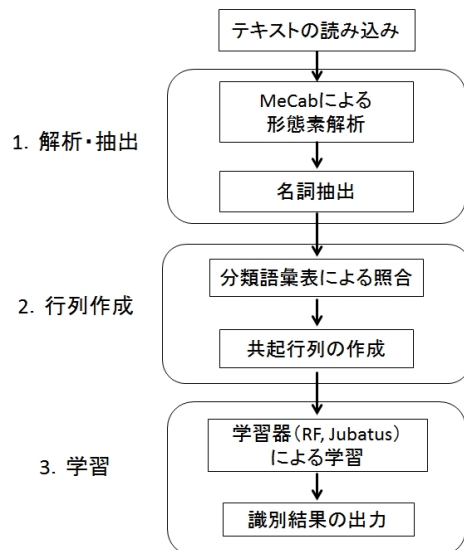 テキストの読み込み
1. 解析・抽出
MeCabによる
形態素解析
名詞抽出
2. 行列作成
分類語彙表による照合
共起行列の作成
3. 学習
学習器(RF, Jubatus)
による学習
識別結果の出力